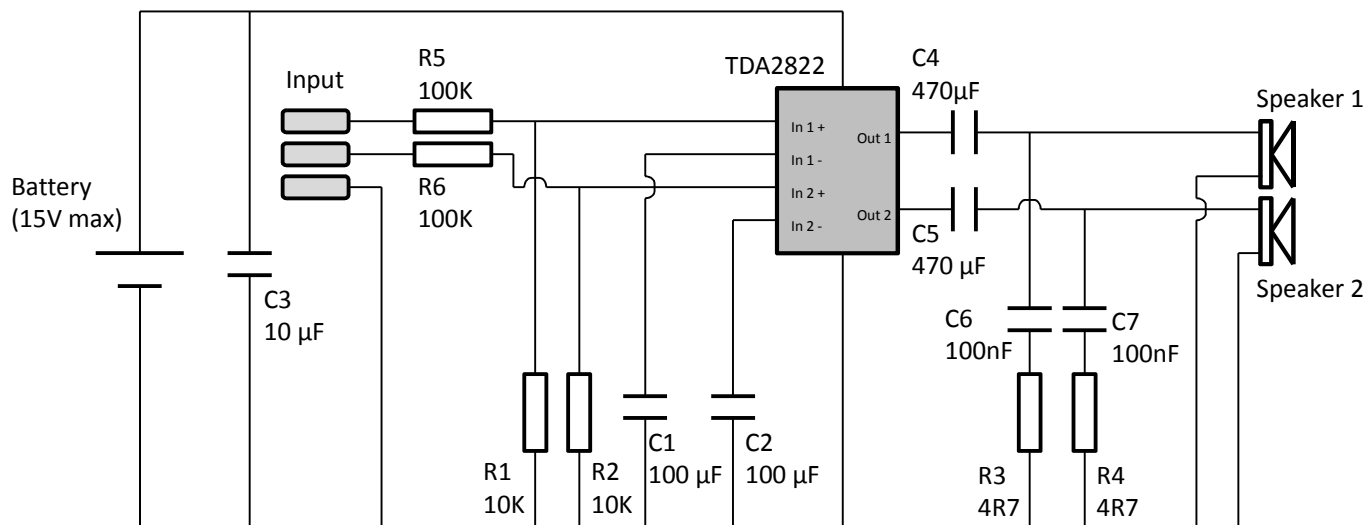 Input
R5
100K
R6
100K
Battery
(15V max)
C3
10 µF
TDA2822
In 1 +
In 1 -
In 2 +
In 2 -
Out 1
Out 2
C4
470µF
C5
470 µF
Speaker 1
Speaker 2
C6
100nF
C7
100nF
R1
10K
R2
10K
C1
100 µF
C2
100 µF
R3
4R7
R4
4R7